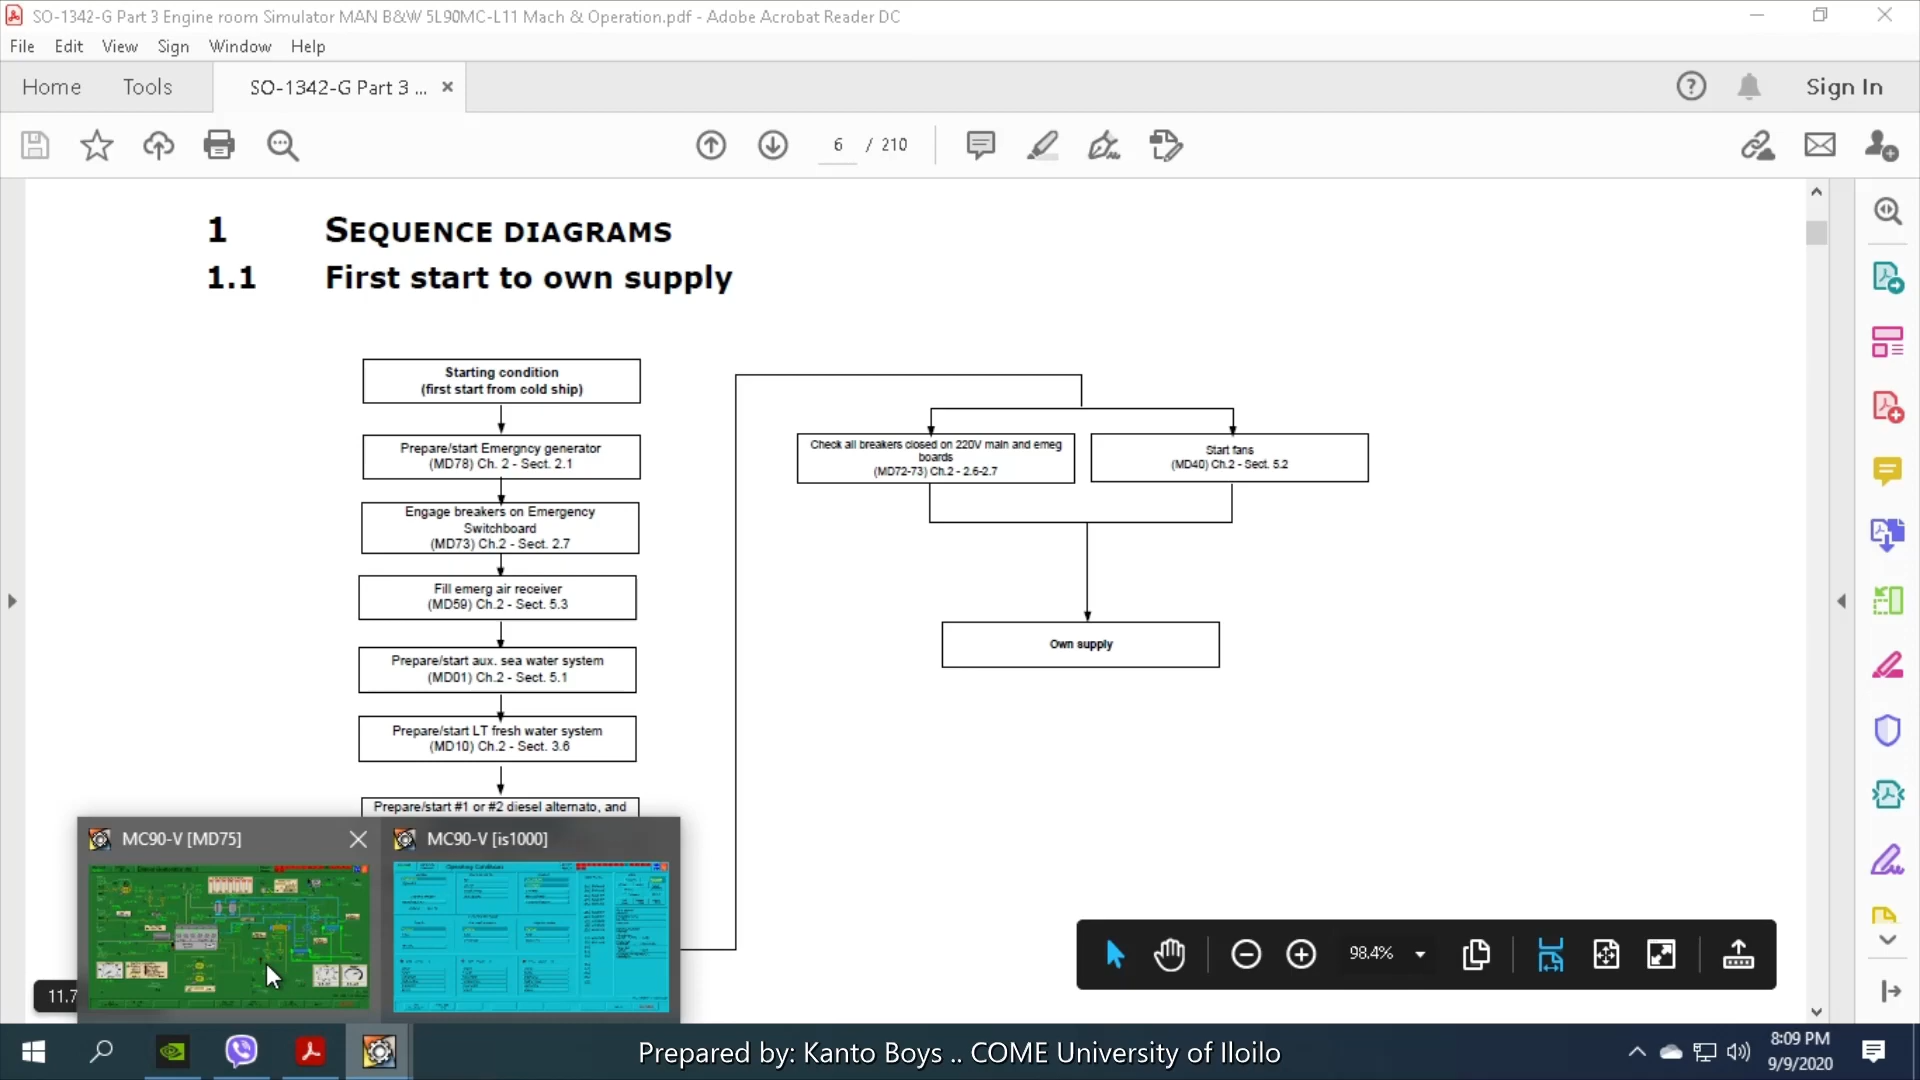 SO-1342-G Part 3 Engine room Simulator MAN B&W 5L90MC-L11 Mach & Operation.pdf - Adobe Acrobat Reader DC
File Edit View Sign Window Help
Home Tools SO-1342-G Part 3 ... Sign In
6 / 210
1 SEQUENCE DIAGRAMS
1.1 First start to own supply
Starting condition
(first start from cold ship)
Prepare/start Emergncy generator
(MD78) Ch. 2 - Sect. 2.1
Engage breakers on Emergency
Switchboard
(MD73) Ch.2 - Sect. 2.7
Fill emerg air receiver
(MD59) Ch.2 - Sect. 5.3
Prepare/start aux. sea water system
(MD01) Ch.2 - Sect. 5.1
Prepare/start LT fresh water system
(MD10) Ch.2 - Sect. 3.6
Prepare/start #1 or #2 diesel alternato, and
Check all breakers closed on 220V main and emeg
boards
(MD72-73) Ch.2 - 2.6-2.7
Start fans
(MD40) Ch.2 - Sect. 5.2
Own supply
MC90-V [MD75]
MC90-V [is1000]
Operating Conditions
11.7
98.4%
Prepared by: Kanto Boys .. COME University of Iloilo
8:09 PM
9/9/2020